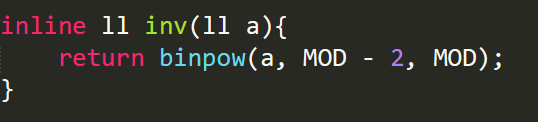 inline ll inv(ll a){
    return binpow(a, MOD - 2, MOD);
}